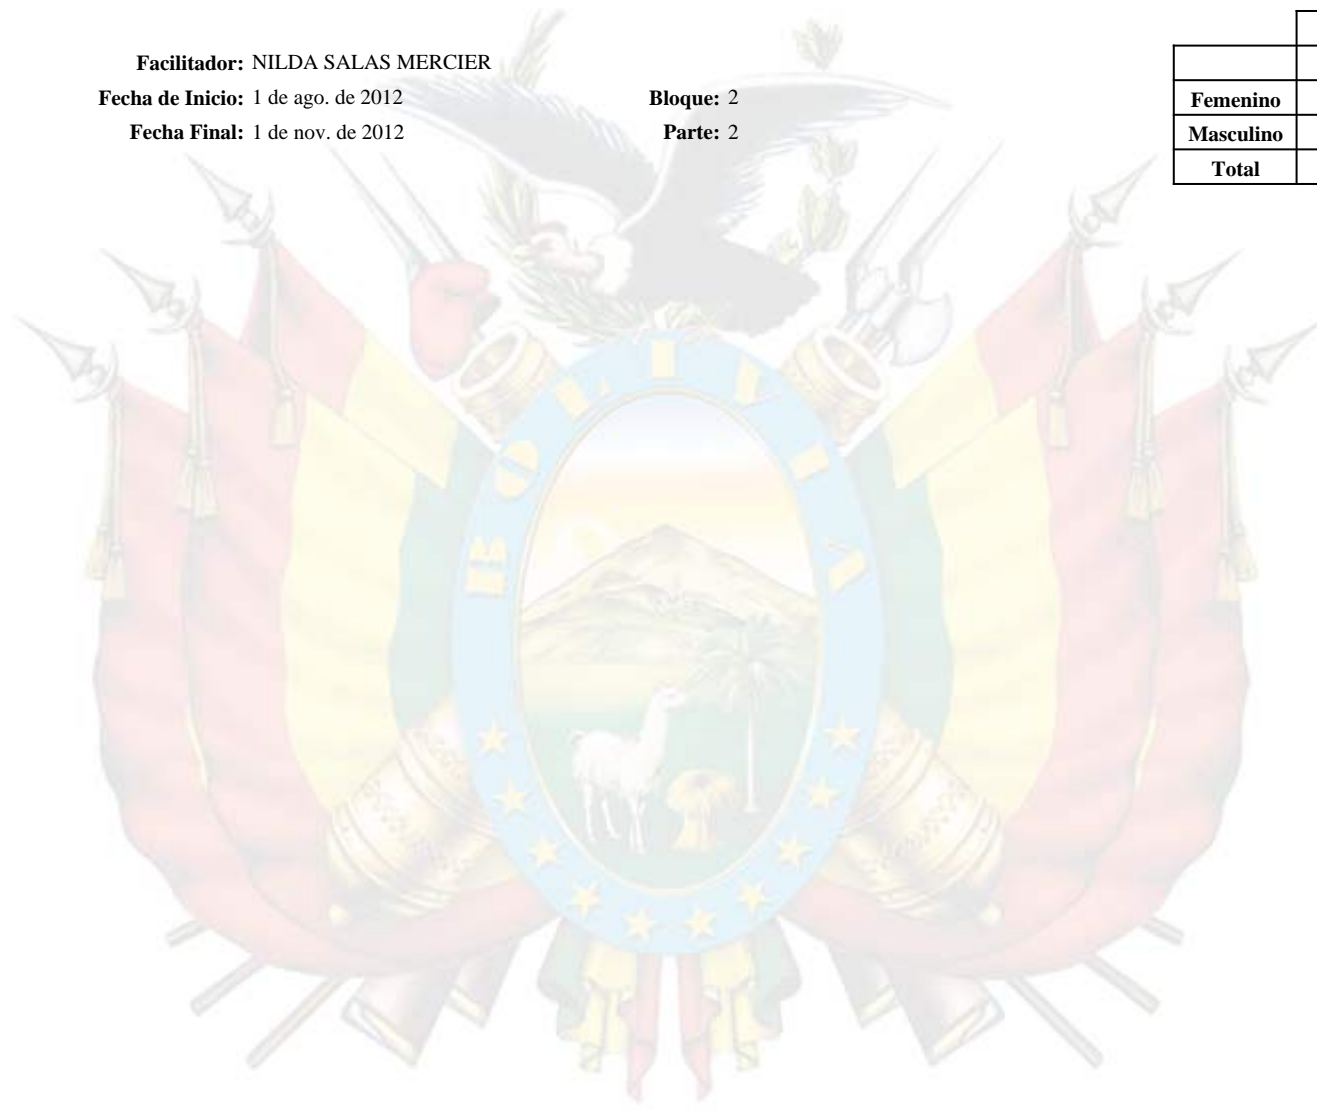 Facilitador: NILDA SALAS MERCIER
Fecha de Inicio: 1 de ago. de 2012 Bloque: 2
Fecha Final: 1 de nov. de 2012 Parte: 2
Femenino
Masculino
Total
BOLIVIA